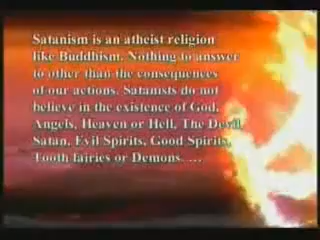 Satanism is an atheist religion
like Buddhism. Nothing to answer
to other than the consequences
of our actions. Satanists do not
believe in the existence of God,
Angels, Heaven or Hell, The Devil,
Satan, Evil Spirits, Good Spirits,
Tooth fairies or Demons. …